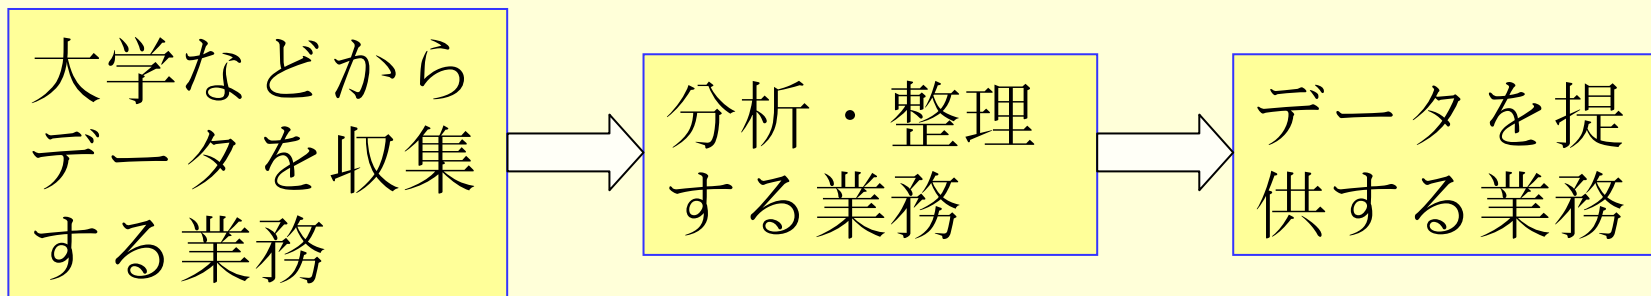 大学などから
データを収集
する業務
分析・整理
する業務
データを提
供する業務